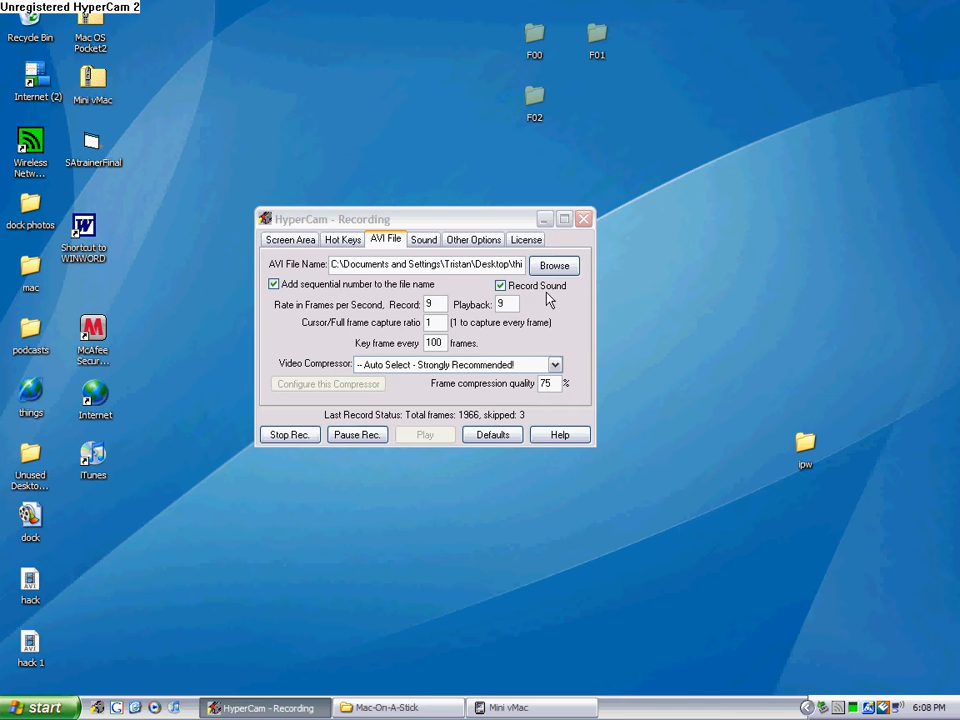 Unregistered HyperCam 2
Recycle Bin
Mac OS
Pocket2
F00
F01
Internet (2)
Mini vMac
F02
Wireless
Netw...
SAtrainerFinal
dock photos
Shortcut to
WINWORD
mac
podcasts
McAfee
Secur...
things
Internet
Unused
Deskto...
iTunes
dock
hack
hack 1
ipw
HyperCam - Recording
Screen Area
Hot Keys
AVI File
Sound
Other Options
License
AVI File Name:
C:\Documents and Settings\Tristan\Desktop\thi
Browse
Add sequential number to the file name
Record Sound
Rate in Frames per Second, Record: 9 Playback: 9
Cursor/Full frame capture ratio 1 (1 to capture every frame)
Key frame every 100 frames.
Video Compressor: -- Auto Select - Strongly Recommended!
Configure this Compressor
Frame compression quality 75 %
Last Record Status: Total frames: 1966, skipped: 3
Stop Rec.
Pause Rec.
Play
Defaults
Help
start
HyperCam - Recording
Mac-On-A-Stick
Mini vMac
6:08 PM